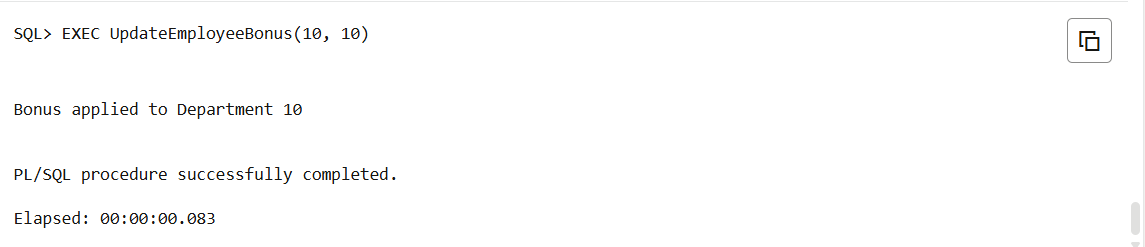 SQL> EXEC UpdateEmployeeBonus(10, 10)
Bonus applied to Department 10
PL/SQL procedure successfully completed.
Elapsed: 00:00:00.083